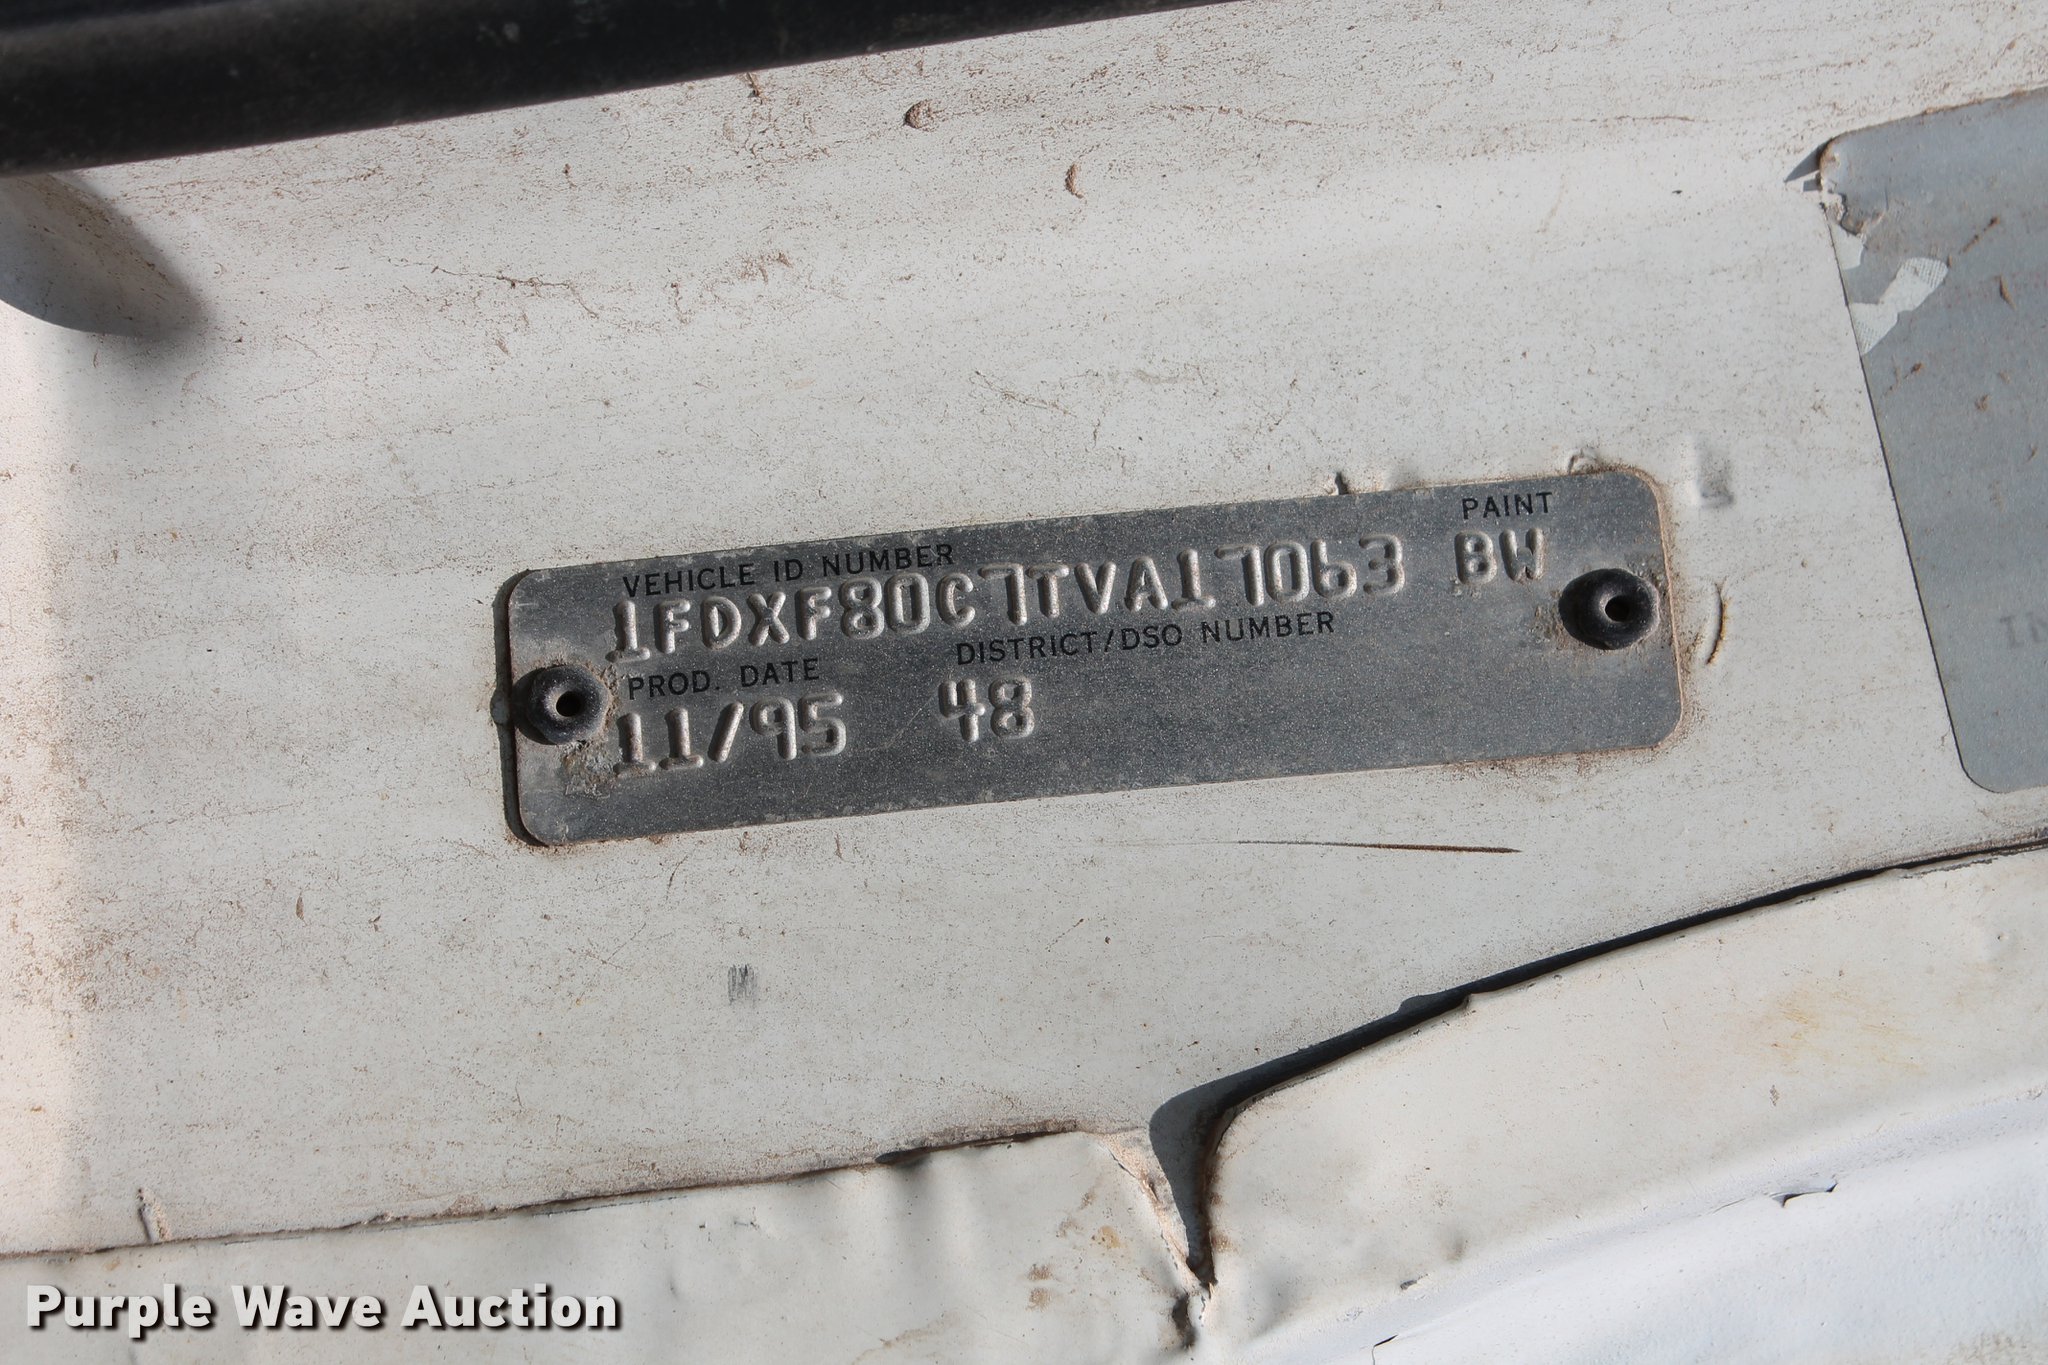 PAINT
VEHICLE ID NUMBER
1FDXF80C7TVA17063 BW
PROD. DATE DISTRICT/DSO NUMBER
11/95 48
Purple Wave Auction